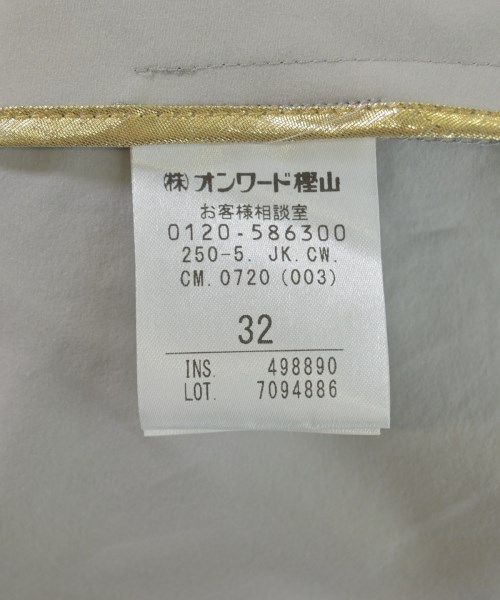 ㈱オンワード樫山
お客様相談室
0120-586300
250-5. JK. CW.
CM. 0720 (003)
32
INS. 498890
LOT. 7094886